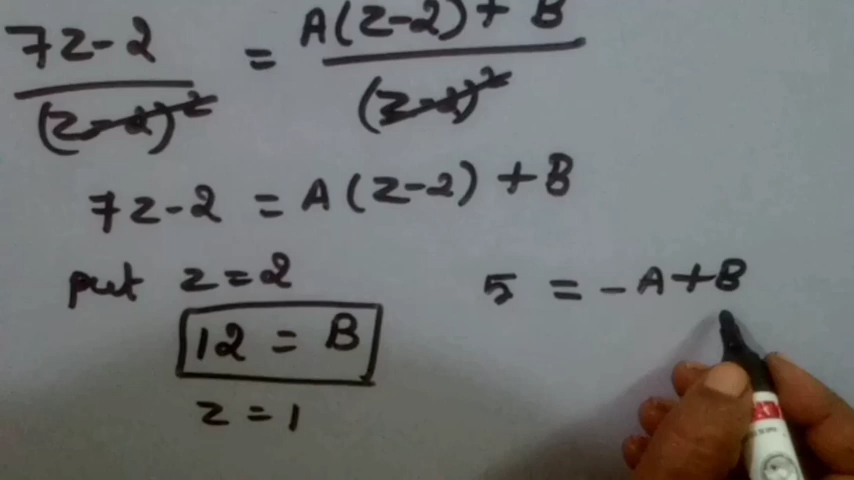 7z-2 = A(z-2) + B
(z-2)² (z-2)²
7z-2 = A(z-2) + B
put z=2
12 = B
z=1
5 = -A+B